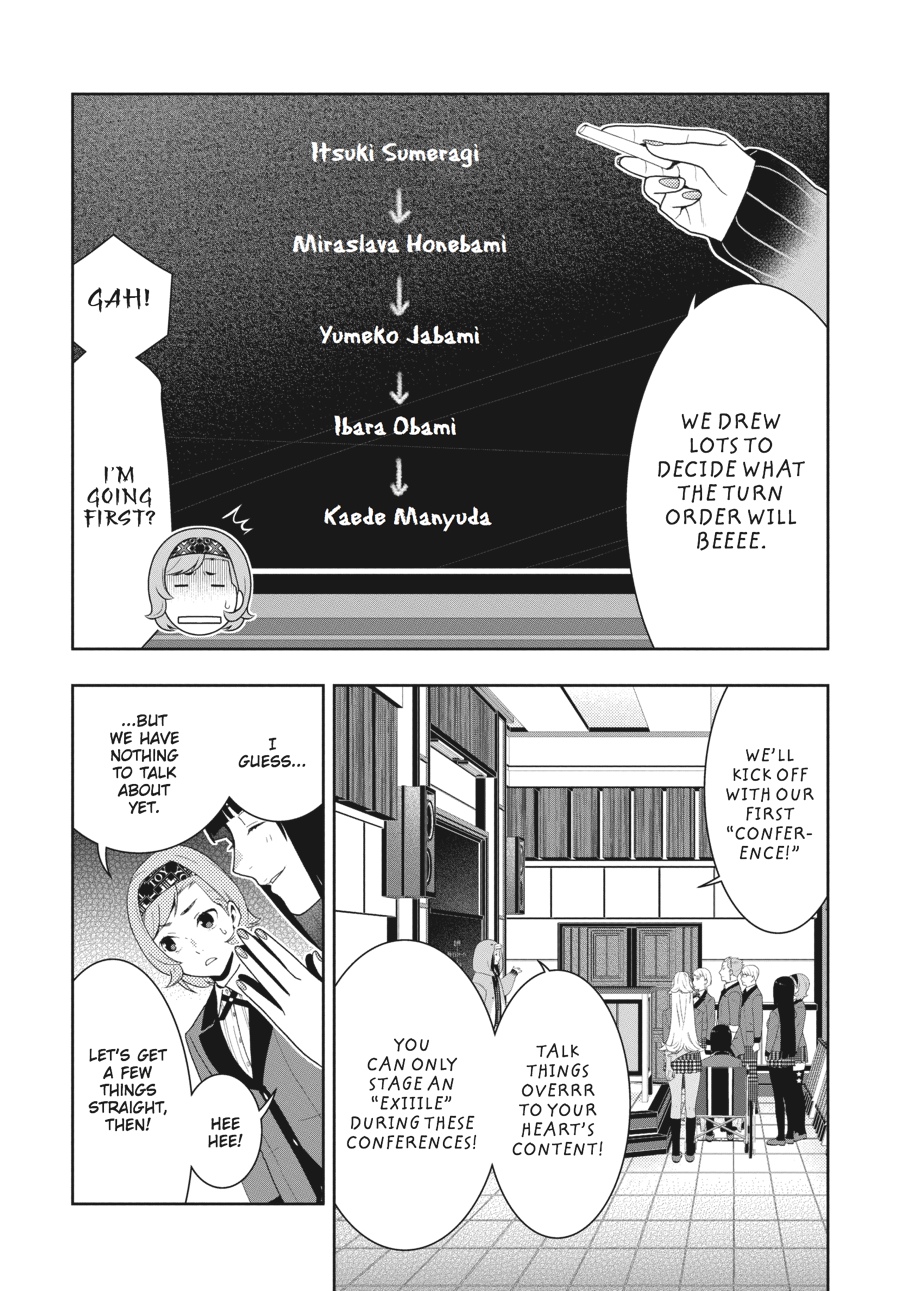 WE DREW
LOTS TO
DECIDE WHAT
THE TURN
ORDER WILL
BEEEE.
Itsuki Sumeragi
↓
Miraslava Honebami
↓
Yumeko Jabami
↓
Ibara Obami
↓
Kaede Manyuda
GAH!
I'M
GOING
FIRST?
WE'LL
KICK OFF
WITH OUR
FIRST
"CONFER-
ENCE!"
TALK
THINGS
OVERRR
TO YOUR
HEART'S
CONTENT!
YOU
CAN ONLY
STAGE AN
"EXIIILE"
DURING THESE
CONFERENCES!
I
GUESS...
...BUT
WE HAVE
NOTHING
TO TALK
ABOUT
YET.
HEE
HEE!
LET'S GET
A FEW
THINGS
STRAIGHT,
THEN!